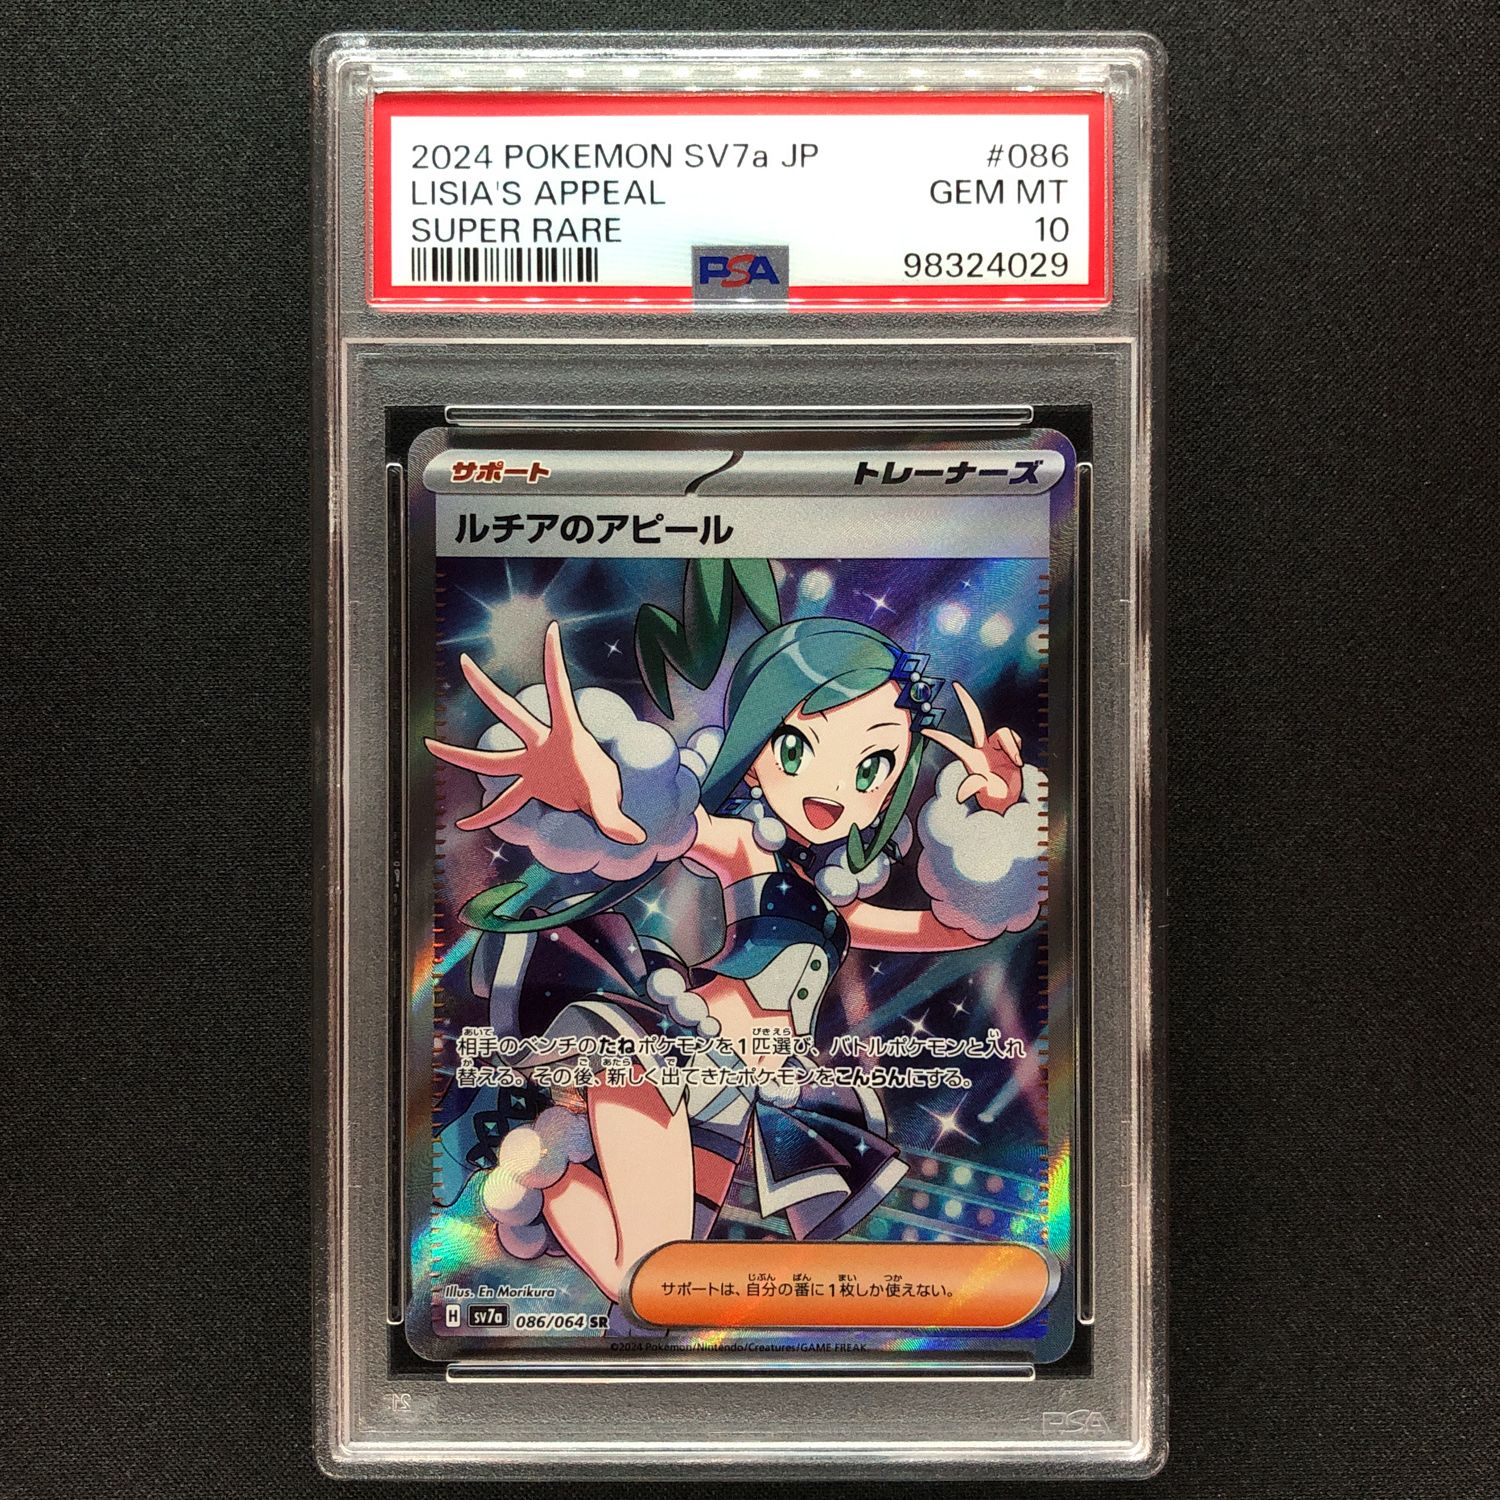 2024 POKEMON SV7a JP #086
LISIA'S APPEAL GEM MT
SUPER RARE 10
PSA 98324029
サポート トレーナーズ
ルチアのアピール
相手のベンチのたねポケモンを1匹選び、バトルポケモンと入れ
替える。その後、新しく出てきたポケモンをこんらんにする。
サポートは、自分の番に1枚しか使えない。
Illus. En Morikura
H SV7a 086/064 SR
©2024 Pokémon/Nintendo/Creatures/GAME FREAK
PSA